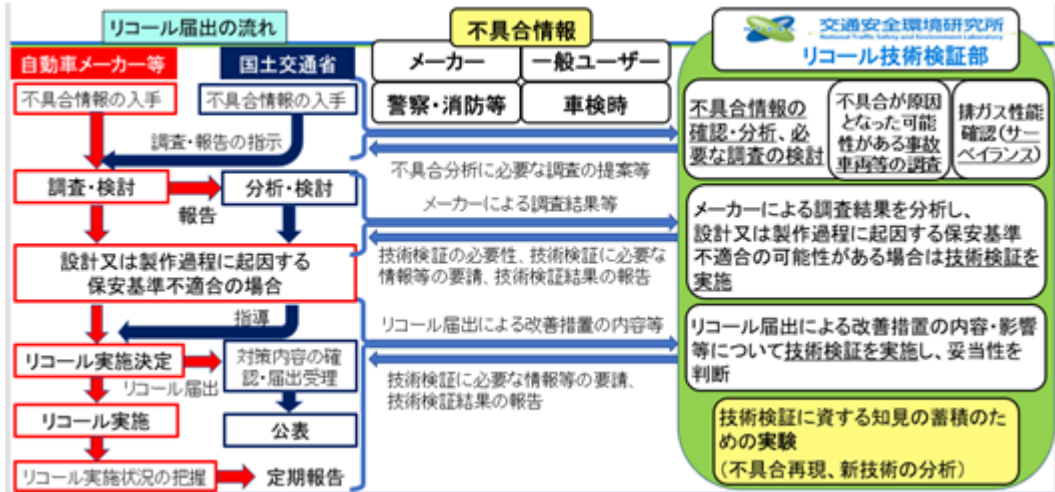 リコール届出の流れ
自動車メーカー等
国土交通省
不具合情報の入手
不具合情報の入手
調査・報告の指示
調査・検討
報告
分析・検討
設計又は製作過程に起因する
保安基準不適合の場合
指導
リコール実施決定
リコール届出
対策内容の確
認・届出受理
リコール実施
公表
リコール実施状況の把握
定期報告
不具合情報
メーカー
一般ユーザー
警察・消防等
車検時
不具合分析に必要な調査の提案等
メーカーによる調査結果等
技術検証の必要性、技術検証に必要な
情報等の要請、技術検証結果の報告
リコール届出による改善措置の内容等
技術検証に必要な情報等の要請、
技術検証結果の報告
交通安全環境研究所
National Traffic Safety and Environment Laboratory
リコール技術検証部
不具合情報の
確認・分析、必
要な調査の検討
不具合が原因
となった可能
性がある事故
車両等の調査
排ガス性能
確認(サー
ベイランス)
メーカーによる調査結果を分析し、
設計又は製作過程に起因する保安基準
不適合の可能性がある場合は技術検証を
実施
リコール届出による改善措置の内容・影響
等について技術検証を実施し、妥当性を
判断
技術検証に資する知見の蓄積のた
めの実験
(不具合再現、新技術の分析)